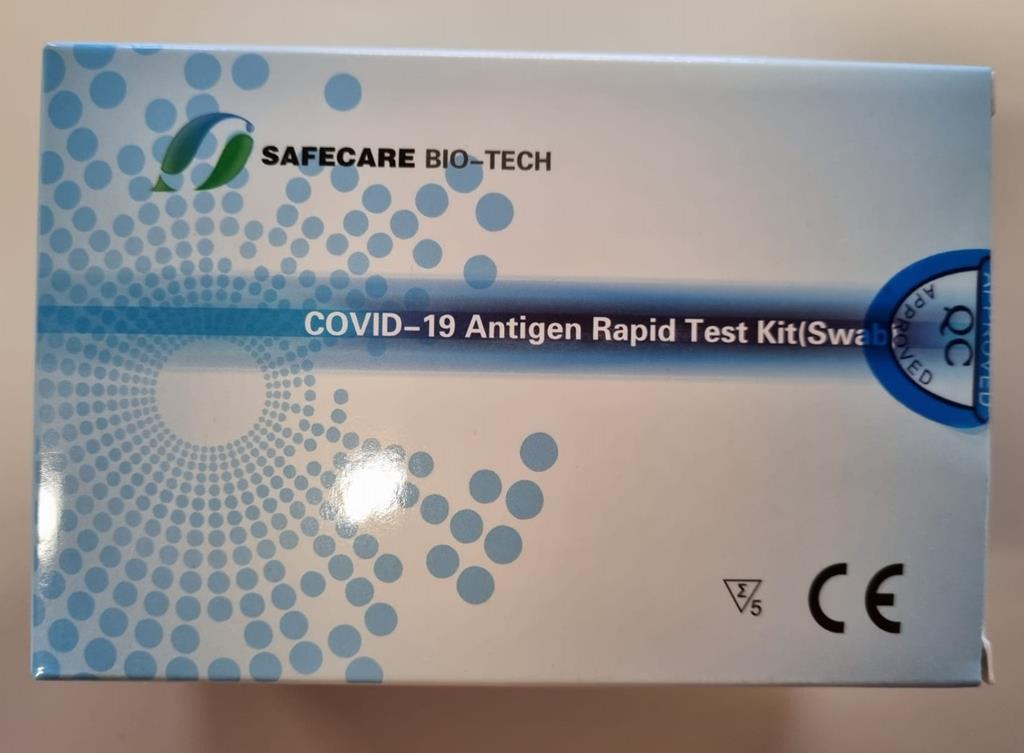 SAFECARE BIO-TECH
COVID-19 Antigen Rapid Test Kit(Swab)
APPROVED
QC
APPROVED
Σ 5
CE